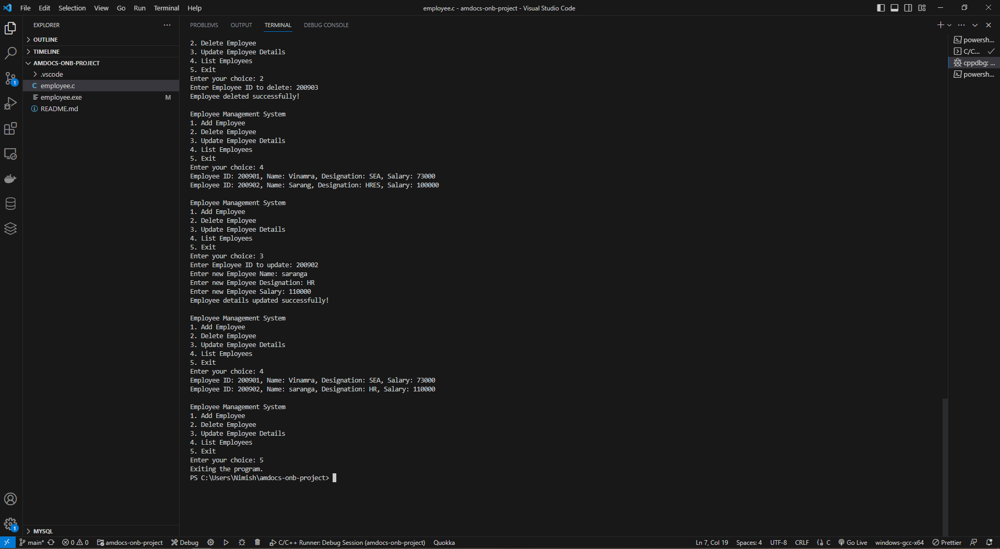 File Edit Selection View Go Run Terminal Help employee.c - amdocs-onb-project - Visual Studio Code
EXPLORER
OUTLINE
TIMELINE
AMDOCS-ONB-PROJECT
.vscode
C employee.c
employee.exe M
README.md
MYSQL
PROBLEMS OUTPUT TERMINAL DEBUG CONSOLE
2. Delete Employee
3. Update Employee Details
4. List Employees
5. Exit
Enter your choice: 2
Enter Employee ID to delete: 200903
Employee deleted successfully!
Employee Management System
1. Add Employee
2. Delete Employee
3. Update Employee Details
4. List Employees
5. Exit
Enter your choice: 4
Employee ID: 200901, Name: Vinamra, Designation: SEA, Salary: 73000
Employee ID: 200902, Name: Sarang, Designation: HRES, Salary: 100000
Employee Management System
1. Add Employee
2. Delete Employee
3. Update Employee Details
4. List Employees
5. Exit
Enter your choice: 3
Enter Employee ID to update: 200902
Enter new Employee Name: saranga
Enter new Employee Designation: HR
Enter new Employee Salary: 110000
Employee details updated successfully!
Employee Management System
1. Add Employee
2. Delete Employee
3. Update Employee Details
4. List Employees
5. Exit
Enter your choice: 4
Employee ID: 200901, Name: Vinamra, Designation: SEA, Salary: 73000
Employee ID: 200902, Name: saranga, Designation: HR, Salary: 110000
Employee Management System
1. Add Employee
2. Delete Employee
3. Update Employee Details
4. List Employees
5. Exit
Enter your choice: 5
Exiting the program.
PS C:\Users\Nimish\amdocs-onb-project>
powersh...
C/C...
cppdbg: ...
powersh...
1
1
main* 0 0 amdocs-onb-project Debug C/C++ Runner: Debug Session (amdocs-onb-project) Quokka Ln 7, Col 19 Spaces: 4 UTF-8 CRLF {} C Go Live windows-gcc-x64 Prettier